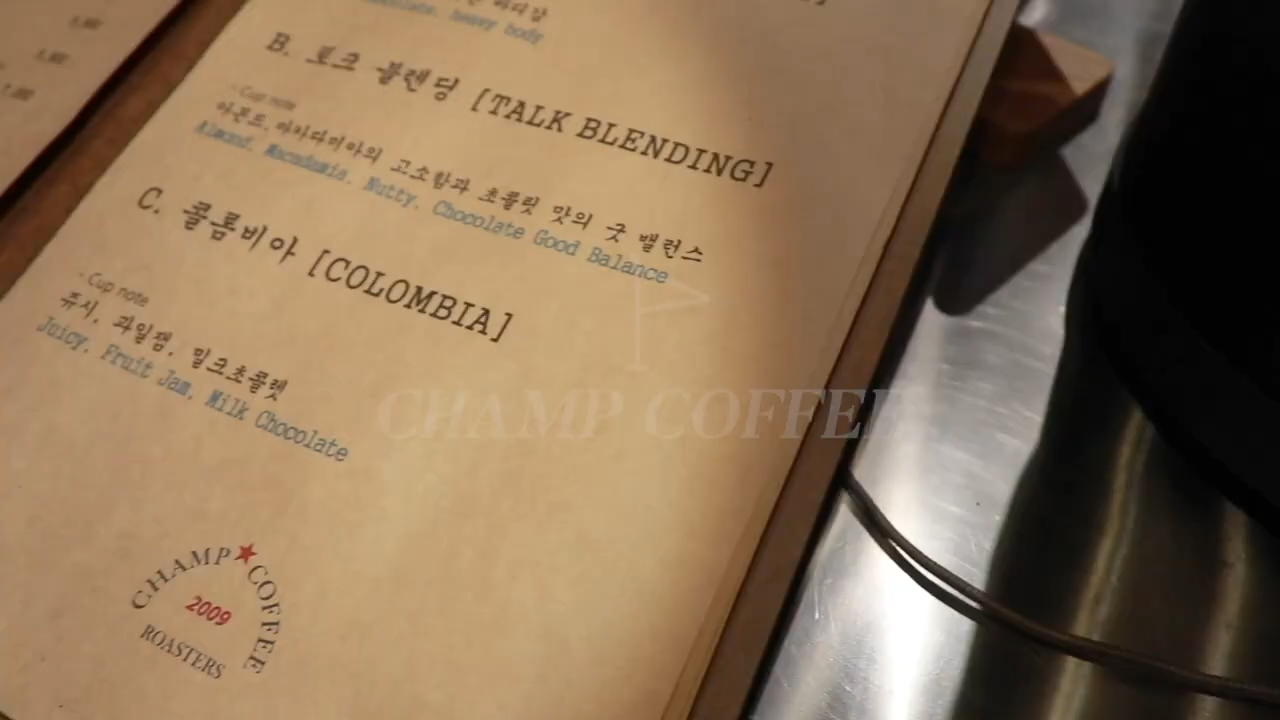 heavy body
B. 토크 블렌딩 [TALK BLENDING]
- Cup note
아몬드, 마카다미아의 고소함과 초콜릿 맛의 굿 밸런스
Almond, Macadamia, Nutty, Chocolate Good Balance
C. 콜롬비아 [COLOMBIA]
- Cup note
쥬시, 과일잼, 밀크초콜렛
Juicy, Fruit Jam, Milk Chocolate
CHAMP COFFEE
CHAMP★COFFEE
2009
ROASTERS